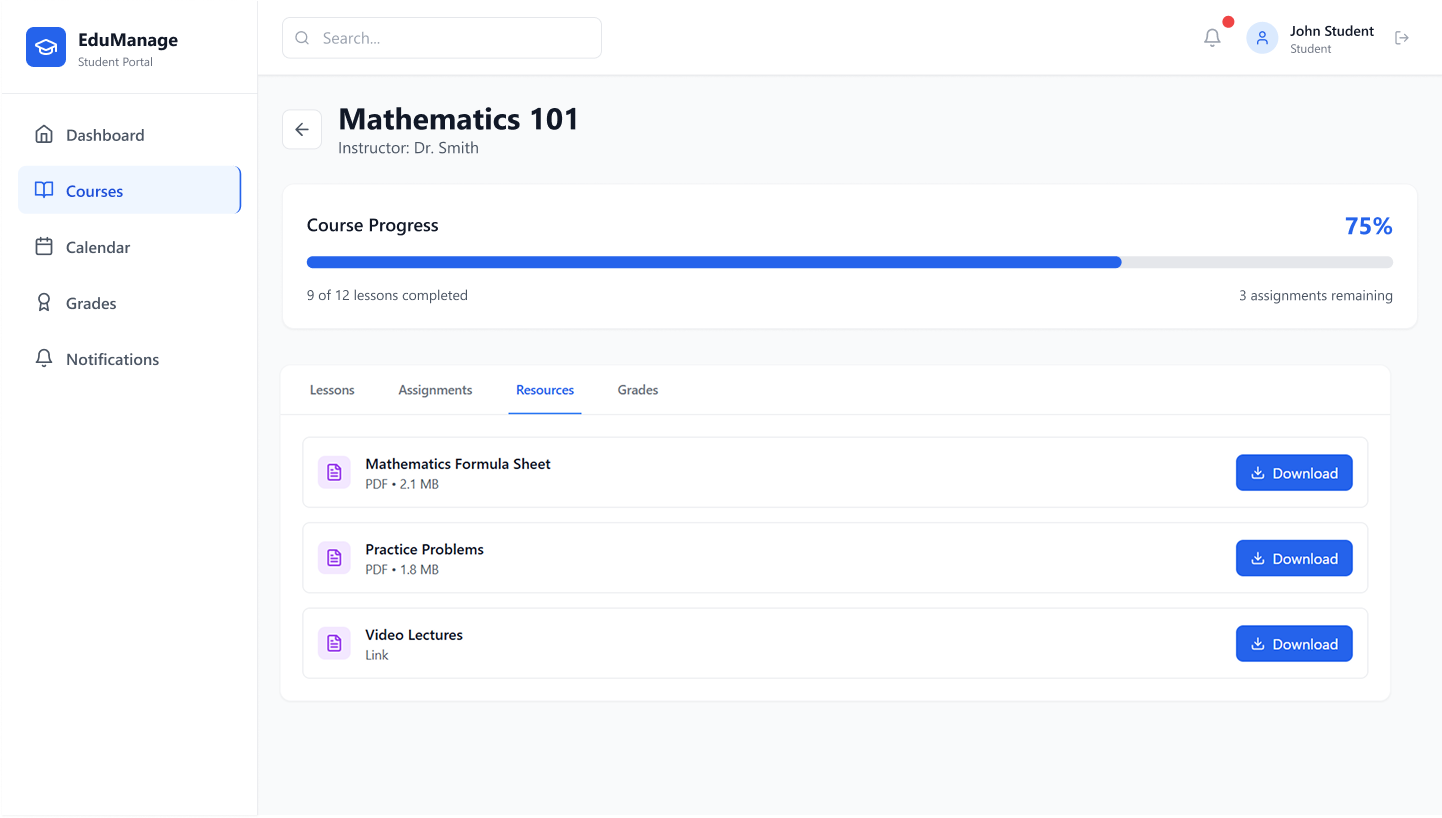 EduManage
Student Portal
Search...
John Student
Student
Dashboard
Courses
Calendar
Grades
Notifications
Mathematics 101
Instructor: Dr. Smith
Course Progress
75%
9 of 12 lessons completed
3 assignments remaining
Lessons
Assignments
Resources
Grades
Mathematics Formula Sheet
PDF • 2.1 MB
Download
Practice Problems
PDF • 1.8 MB
Download
Video Lectures
Link
Download